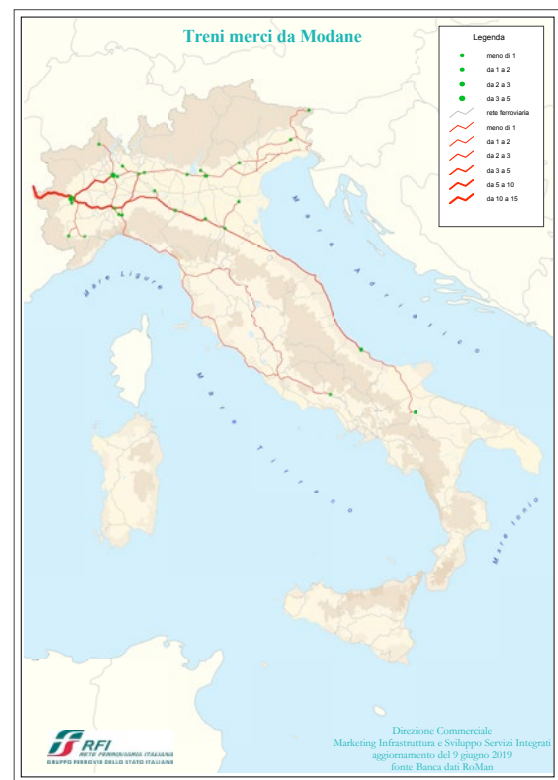 Treni merci da Modane
Legenda
meno di 1
da 1 a 2
da 2 a 3
da 3 a 5
rete ferroviaria
meno di 1
da 1 a 2
da 2 a 3
da 3 a 5
da 5 a 10
da 10 a 15
Mare Adriatico
Mare Ligure
Mare Tirreno
Mare Ionio
RFI
RETE FERROVIARIA ITALIANA
GRUPPO FERROVIE DELLO STATO ITALIANE
Direzione Commerciale
Marketing Infrastruttura e Sviluppo Servizi Integrati
aggiornamento del 9 giugno 2019
fonte Banca dati RoMan